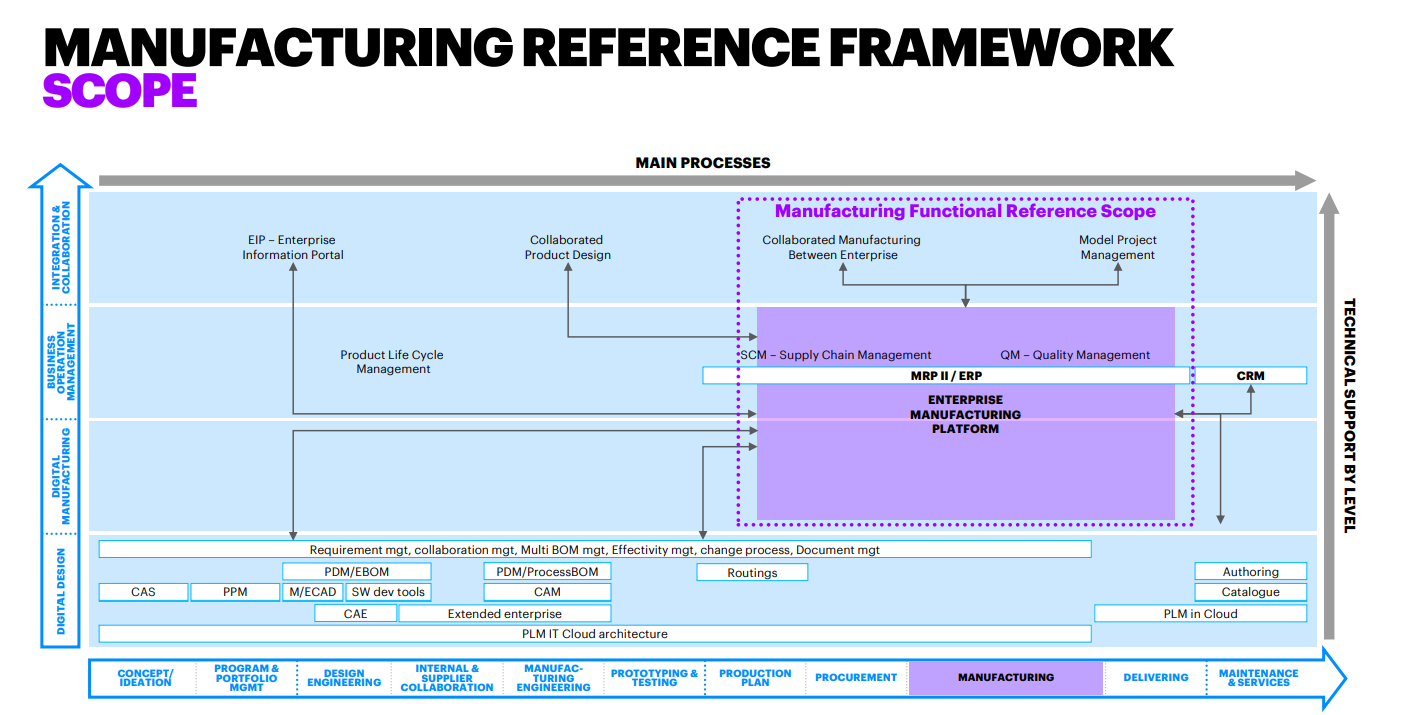 MANUFACTURING REFERENCE FRAMEWORK
SCOPE
MAIN PROCESSES
INTEGRATION &
COLLABORATION
Manufacturing Functional Reference Scope
EIP – Enterprise
Information Portal
Collaborated
Product Design
Collaborated Manufacturing
Between Enterprise
Model Project
Management
BUSINESS
OPERATION
MANAGEMENT
Product Life Cycle
Management
SCM – Supply Chain Management
QM – Quality Management
MRP II / ERP
CRM
ENTERPRISE
MANUFACTURING
PLATFORM
TECHNICAL SUPPORT BY LEVEL
DIGITAL
MANUFACTURING
DIGITAL DESIGN
Requirement mgt, collaboration mgt, Multi BOM mgt, Effectivity mgt, change process, Document mgt
PDM/EBOM
PDM/ProcessBOM
Routings
Authoring
CAS
PPM
M/ECAD
SW dev tools
CAM
Catalogue
CAE
Extended enterprise
PLM in Cloud
PLM IT Cloud architecture
CONCEPT/
IDEATION
PROGRAM &
PORTFOLIO
MGMT
DESIGN
ENGINEERING
INTERNAL &
SUPPLIER
COLLABORATION
MANUFAC-
TURING
ENGINEERING
PROTOTYPING &
TESTING
PRODUCTION
PLAN
PROCUREMENT
MANUFACTURING
DELIVERING
MAINTENANCE
& SERVICES